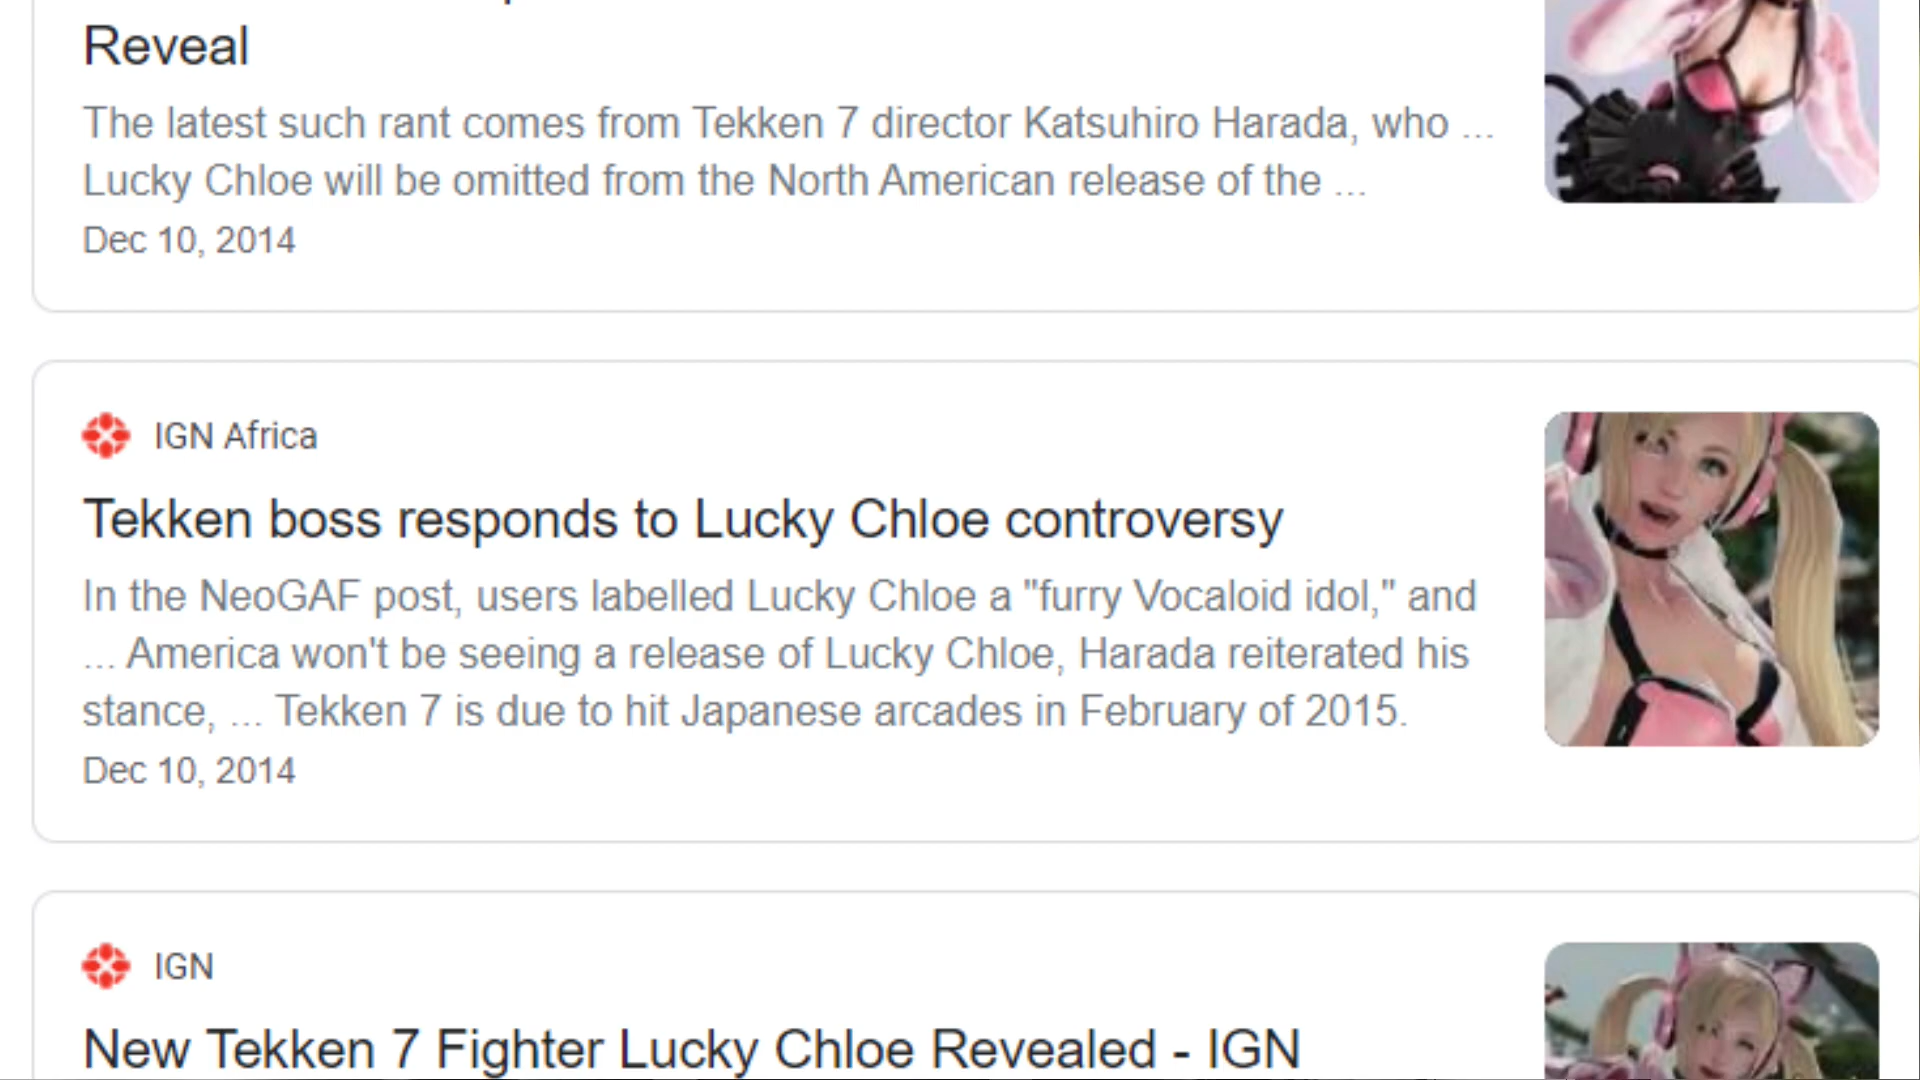 Reveal
The latest such rant comes from Tekken 7 director Katsuhiro Harada, who ...
Lucky Chloe will be omitted from the North American release of the ...
Dec 10, 2014
IGN Africa
Tekken boss responds to Lucky Chloe controversy
In the NeoGAF post, users labelled Lucky Chloe a "furry Vocaloid idol," and
... America won't be seeing a release of Lucky Chloe, Harada reiterated his
stance, ... Tekken 7 is due to hit Japanese arcades in February of 2015.
Dec 10, 2014
IGN
New Tekken 7 Fighter Lucky Chloe Revealed - IGN